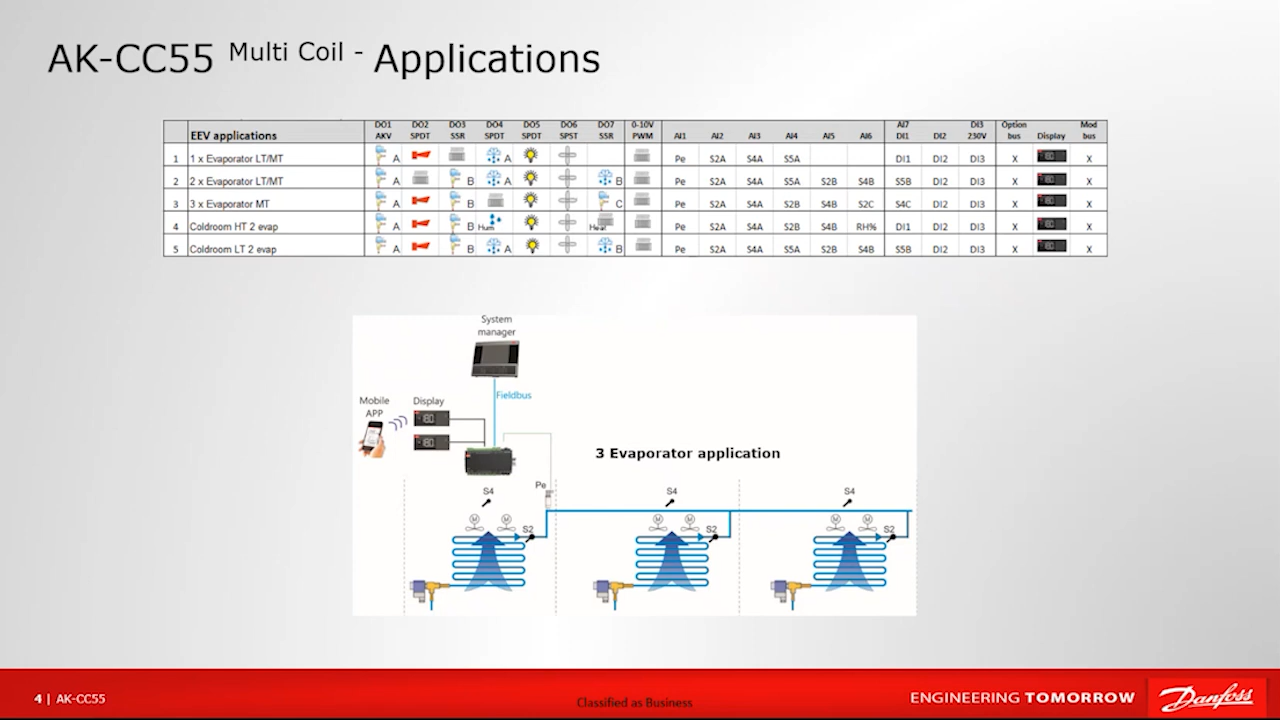 AK-CC55 Multi Coil - Applications
EEV applications DO1 AKV DO2 SPDT DO3 SSR DO4 SPDT DO5 SPDT DO6 SPST DO7 SSR 0-10V PWM AI1 AI2 AI3 AI4 AI5 AI6 AI7 DI1 DI2 DI3 230V Option bus Display Mod bus
1 1 x Evaporator LT/MT A A Pe S2A S4A S5A DI1 DI2 DI3 X X
2 2 x Evaporator LT/MT A B A B Pe S2A S4A S5A S2B S4B S5B DI2 DI3 X X
3 3 x Evaporator MT A B C Pe S2A S4A S2B S4B S2C S4C DI2 DI3 X X
4 Coldroom HT 2 evap A B Hum Heat Pe S2A S4A S2B S4B RH% DI1 DI2 DI3 X X
5 Coldroom LT 2 evap A B A B Pe S2A S4A S5A S2B S4B S5B DI2 DI3 X X
System
manager
Fieldbus
Mobile
APP
Display
3 Evaporator application
Pe
S4 S4 S4
M M M M M M
S2 S2 S2
4 | AK-CC55
Classified as Business
ENGINEERING TOMORROW
Danfoss